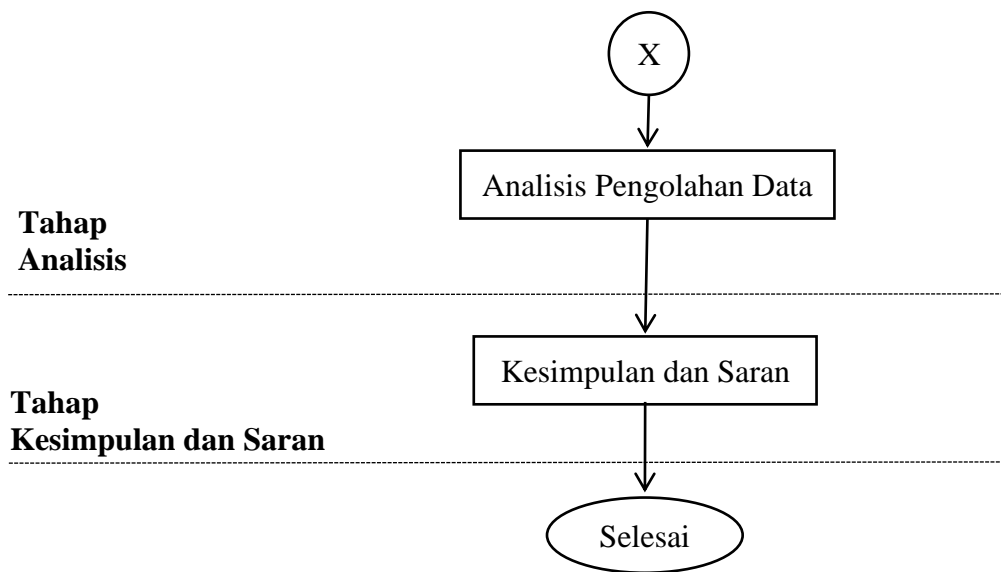 X
Analisis Pengolahan Data
Tahap
Analisis
Kesimpulan dan Saran
Tahap
Kesimpulan dan Saran
Selesai